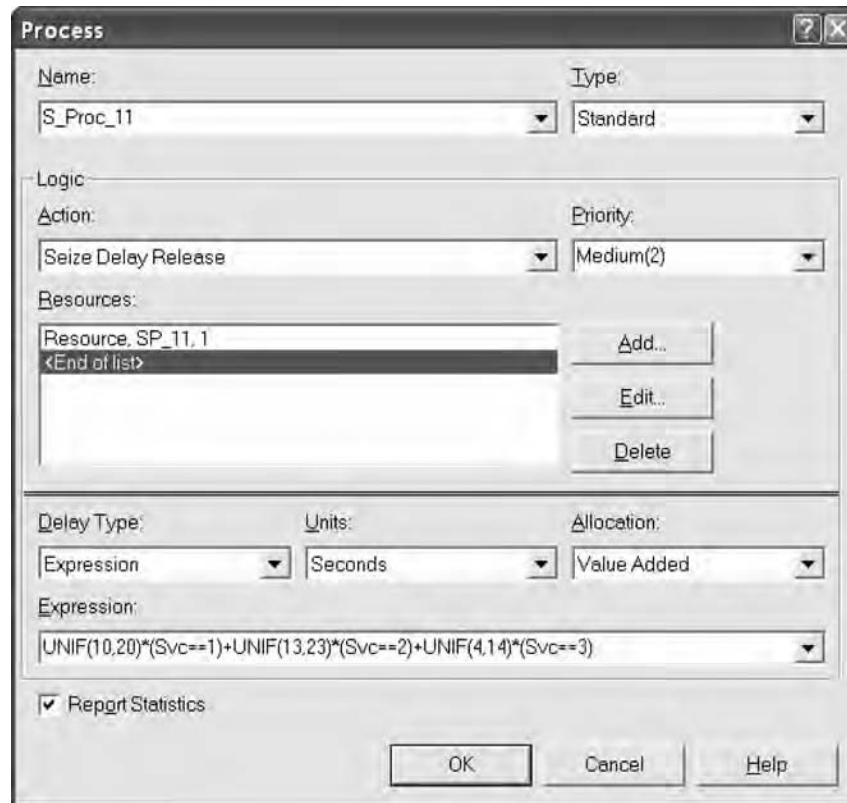 Process
Name:
Type:
S_Proc_11
Standard
Logic
Action:
Priority:
Seize Delay Release
Medium(2)
Resources:
Resource, SP_11, 1
<End of list>
Add...
Edit...
Delete
Delay Type:
Units:
Allocation:
Expression
Seconds
Value Added
Expression:
UNIF(10,20)*(Svc==1)+UNIF(13,23)*(Svc==2)+UNIF(4,14)*(Svc==3)
Report Statistics
OK
Cancel
Help